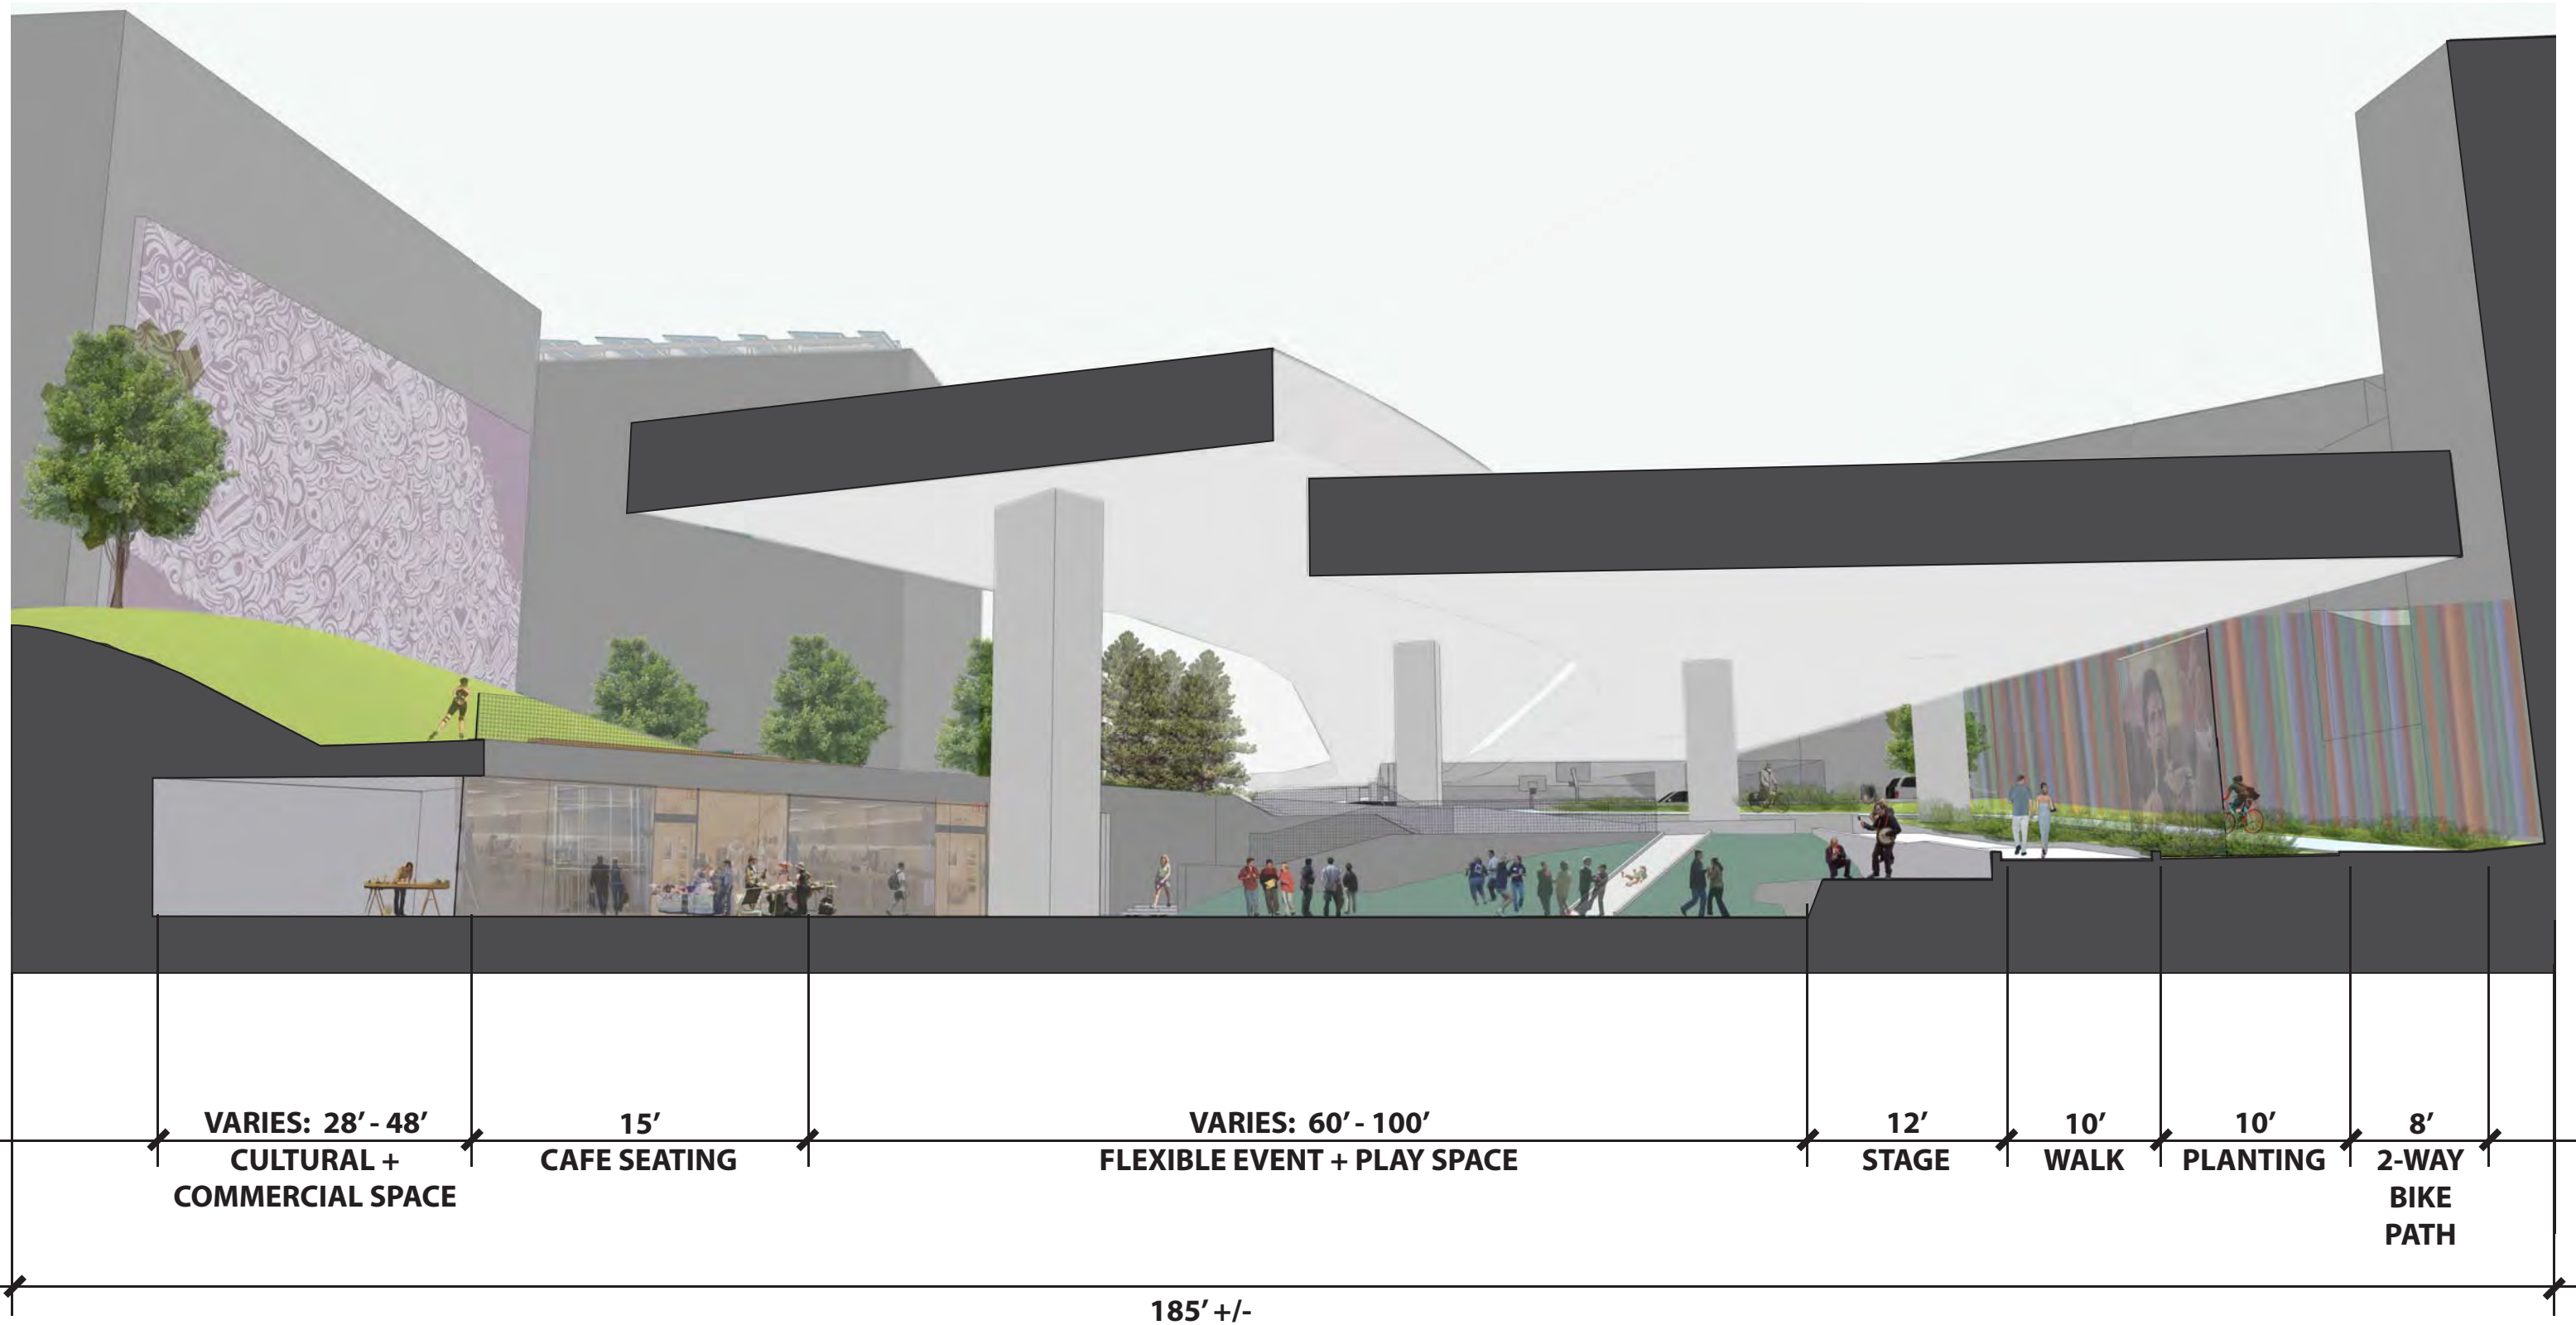 VARIES: 28’ - 48’
CULTURAL +
COMMERCIAL SPACE
15’
CAFE SEATING
VARIES: 60’ - 100’
FLEXIBLE EVENT + PLAY SPACE
12’
STAGE
10’
WALK
10’
PLANTING
8’
2-WAY
BIKE
PATH
185’ +/-